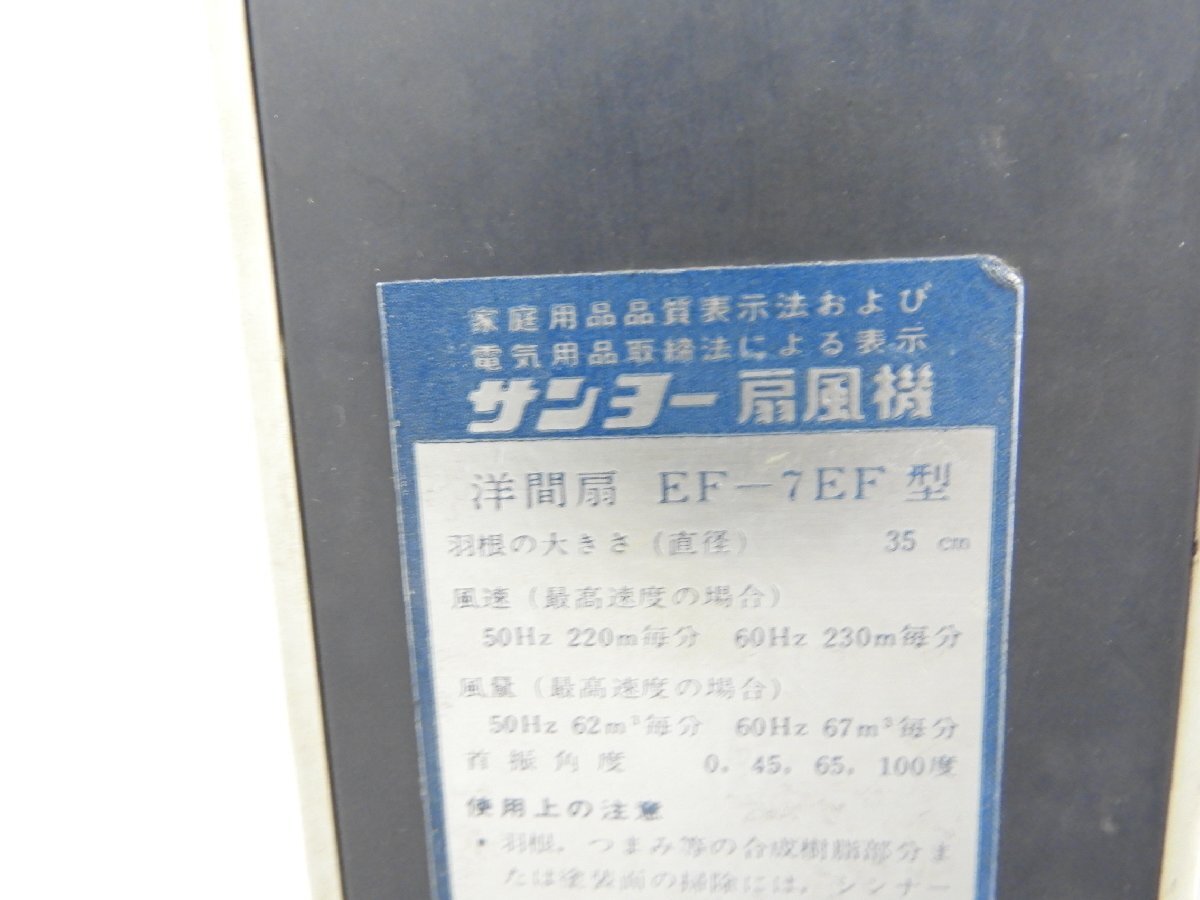 家庭用品品質表示法および
電気用品取締法による表示
サンヨー扇風機
洋間扇 EF-7EF型
羽根の大きさ(直径) 35 cm
風速(最高速度の場合)
50Hz 220m毎分 60Hz 230m毎分
風量(最高速度の場合)
50Hz 62m³毎分 60Hz 67m³毎分
首振角度 0, 45, 65, 100度
使用上の注意
・羽根,つまみ等の合成樹脂部分ま
たは塗装面の掃除には,シンナー